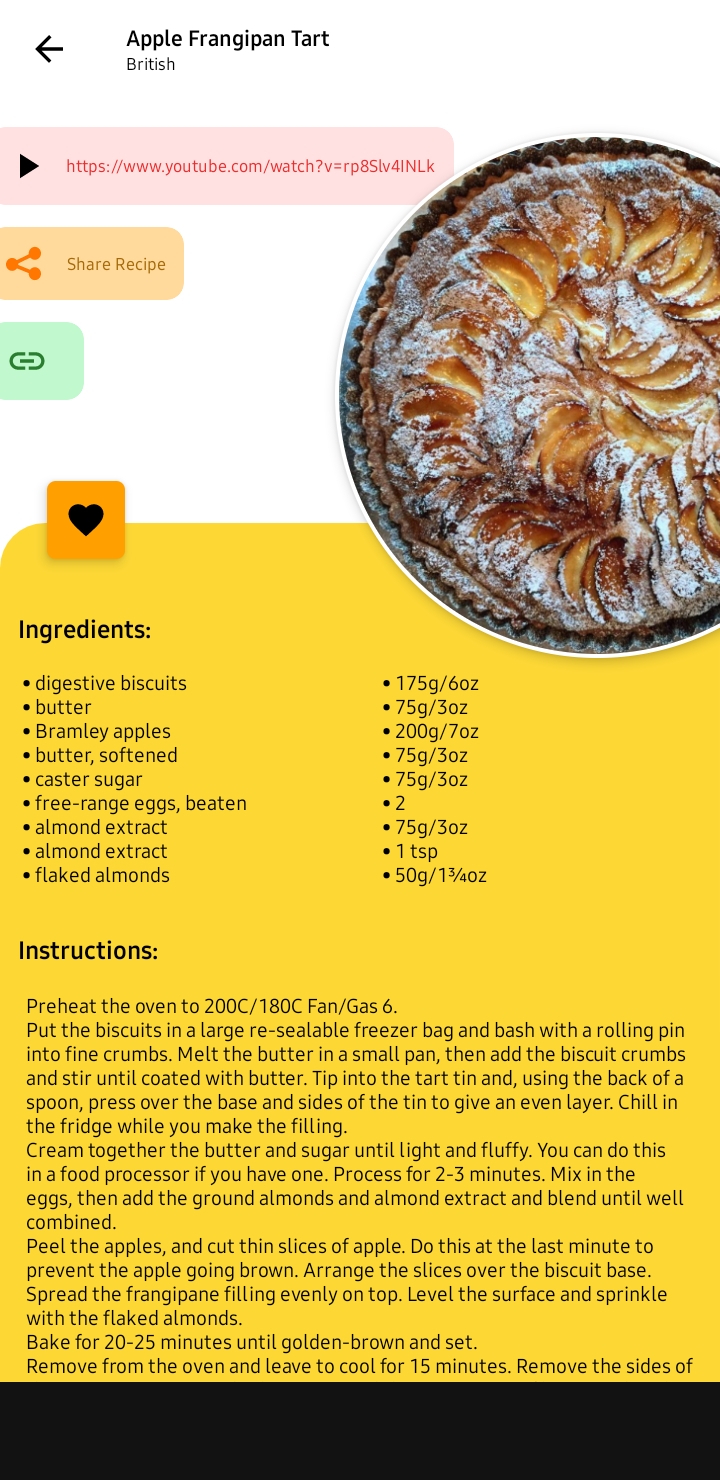 Apple Frangipan Tart
British
https://www.youtube.com/watch?v=rp8Slv4INLk
Share Recipe
Ingredients:
• digestive biscuits • 175g/6oz
• butter • 75g/3oz
• Bramley apples • 200g/7oz
• butter, softened • 75g/3oz
• caster sugar • 75g/3oz
• free-range eggs, beaten • 2
• almond extract • 75g/3oz
• almond extract • 1 tsp
• flaked almonds • 50g/1¾oz
Instructions:
Preheat the oven to 200C/180C Fan/Gas 6.
Put the biscuits in a large re-sealable freezer bag and bash with a rolling pin
into fine crumbs. Melt the butter in a small pan, then add the biscuit crumbs
and stir until coated with butter. Tip into the tart tin and, using the back of a
spoon, press over the base and sides of the tin to give an even layer. Chill in
the fridge while you make the filling.
Cream together the butter and sugar until light and fluffy. You can do this
in a food processor if you have one. Process for 2-3 minutes. Mix in the
eggs, then add the ground almonds and almond extract and blend until well
combined.
Peel the apples, and cut thin slices of apple. Do this at the last minute to
prevent the apple going brown. Arrange the slices over the biscuit base.
Spread the frangipane filling evenly on top. Level the surface and sprinkle
with the flaked almonds.
Bake for 20-25 minutes until golden-brown and set.
Remove from the oven and leave to cool for 15 minutes. Remove the sides of